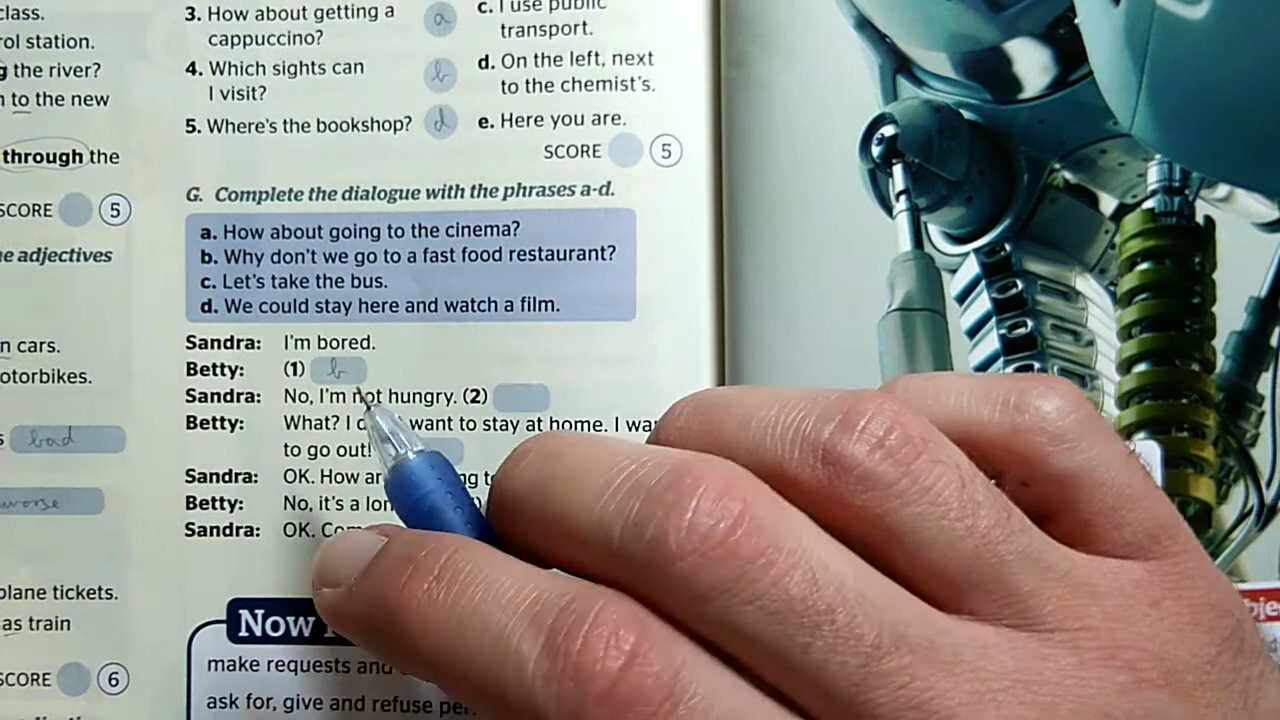 class.
rol station.
g the river?
n to the new
through the
SCORE 5
e adjectives
n cars.
otorbikes.
s bad
worse
plane tickets.
as train
SCORE 6
3. How about getting a cappuccino? a
4. Which sights can I visit? b
5. Where's the bookshop? d
c. I use public transport.
d. On the left, next to the chemist's.
e. Here you are.
SCORE 5
G. Complete the dialogue with the phrases a-d.
a. How about going to the cinema?
b. Why don't we go to a fast food restaurant?
c. Let's take the bus.
d. We could stay here and watch a film.
Sandra: I'm bored.
Betty: (1) b
Sandra: No, I'm not hungry. (2)
Betty: What? I want to stay at home. I wa
to go out!
Sandra: OK. How ar g t
Betty: No, it's a lon
Sandra: OK. Com
Now
make requests and
ask for, give and refuse per